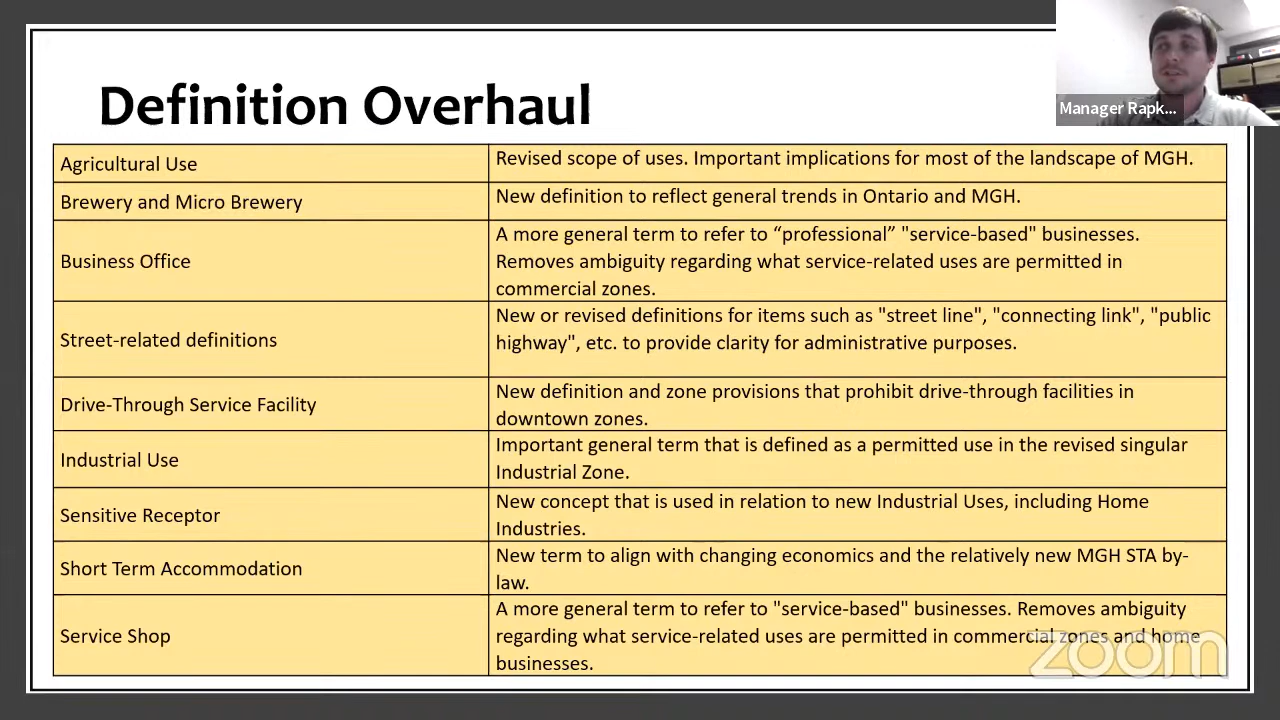 Definition Overhaul
Manager Rapk...
Agricultural Use
Revised scope of uses. Important implications for most of the landscape of MGH.
Brewery and Micro Brewery
New definition to reflect general trends in Ontario and MGH.
Business Office
A more general term to refer to “professional” "service-based" businesses.
Removes ambiguity regarding what service-related uses are permitted in
commercial zones.
Street-related definitions
New or revised definitions for items such as "street line", "connecting link", "public
highway", etc. to provide clarity for administrative purposes.
Drive-Through Service Facility
New definition and zone provisions that prohibit drive-through facilities in
downtown zones.
Industrial Use
Important general term that is defined as a permitted use in the revised singular
Industrial Zone.
Sensitive Receptor
New concept that is used in relation to new Industrial Uses, including Home
Industries.
Short Term Accommodation
New term to align with changing economics and the relatively new MGH STA by-
law.
Service Shop
A more general term to refer to "service-based" businesses. Removes ambiguity
regarding what service-related uses are permitted in commercial zones and home
businesses.
zoom